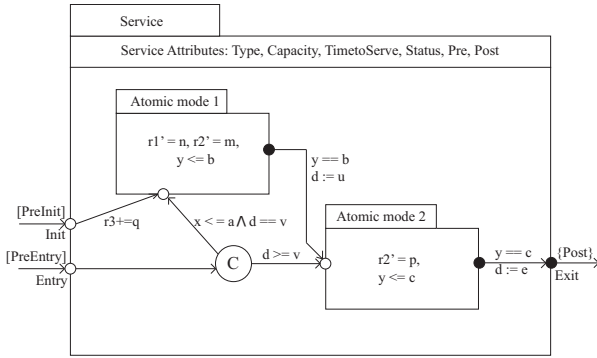 Service
Service Attributes: Type, Capacity, TimetoServe, Status, Pre, Post
Atomic mode 1
r1’ = n, r2’ = m,
y <= b
y == b
d := u
[PreInit]
Init
r3+=q
x < = a ⋀ d == v
[PreEntry]
Entry
C
d >= v
Atomic mode 2
r2’ = p,
y <= c
y == c
d := e
{Post}
Exit